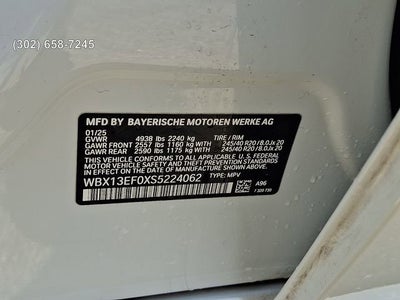 (302) 658-7245
MFD BY BAYERISCHE MOTOREN WERKE AG
01/25
GVWR 4938 lbs 2240 kg TIRE / RIM
GAWR FRONT 2557 lbs 1160 kg WITH 245/40 R20 / 8.0Jx 20
GAWR REAR 2590 lbs 1175 kg WITH 245/40 R20 / 8.0Jx 20
THIS VEHICLE CONFORMS TO ALL APPLICABLE U.S. FEDERAL
MOTOR VEHICLE SAFETY, BUMPER, AND THEFT PREVENTION
STANDARDS IN EFFECT ON THE DATE OF MANUFACTURE SHOWN ABOVE
WBX13EF0XS5224062 TYPE: MPV A96